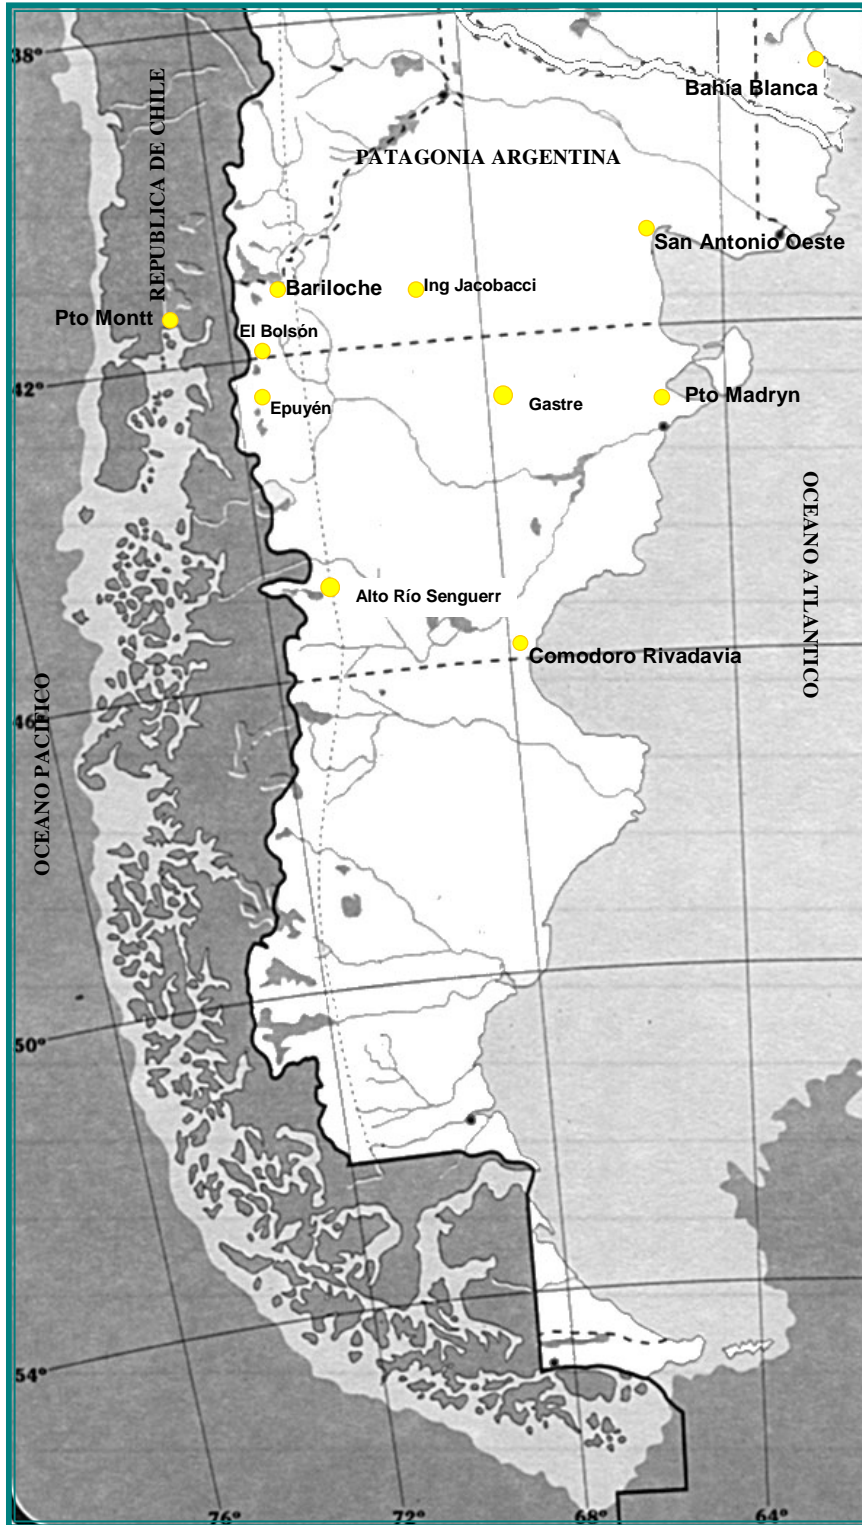 38°
Bahía Blanca
REPUBLICA DE CHILE
PATAGONIA ARGENTINA
San Antonio Oeste
Bariloche
Ing Jacobacci
Pto Montt
El Bolsón
42°
Epuyén
Gastre
Pto Madryn
OCEANO ATLANTICO
Alto Río Senguerr
Comodoro Rivadavia
OCEANO PACIFICO
46°
50°
54°
76°
72°
68°
64°